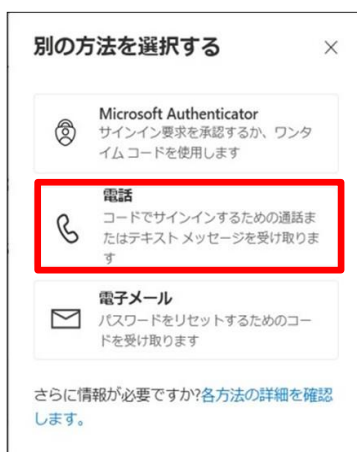 別の方法を選択する
Microsoft Authenticator
サインイン要求を承認するか、ワンタ
イム コードを使用します
電話
コードでサインインするための通話ま
たはテキスト メッセージを受け取りま
す
電子メール
パスワードをリセットするためのコー
ドを受け取ります
さらに情報が必要ですか?各方法の詳細を確認
します。